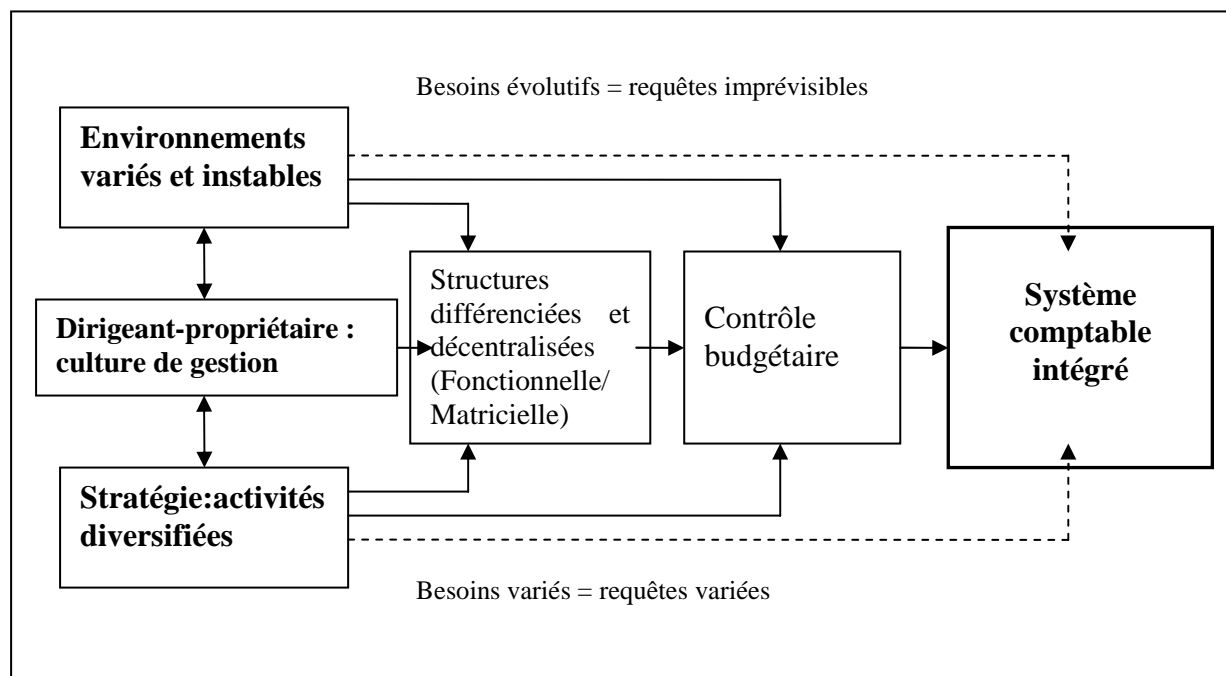 Besoins évolutifs = requêtes imprévisibles
Environnements
variés et instables
Dirigeant-propriétaire :
culture de gestion
Stratégie:activités
diversifiées
Structures
différenciées et
décentralisées
(Fonctionnelle/
Matricielle)
Contrôle
budgétaire
Système
comptable
intégré
Besoins variés = requêtes variées